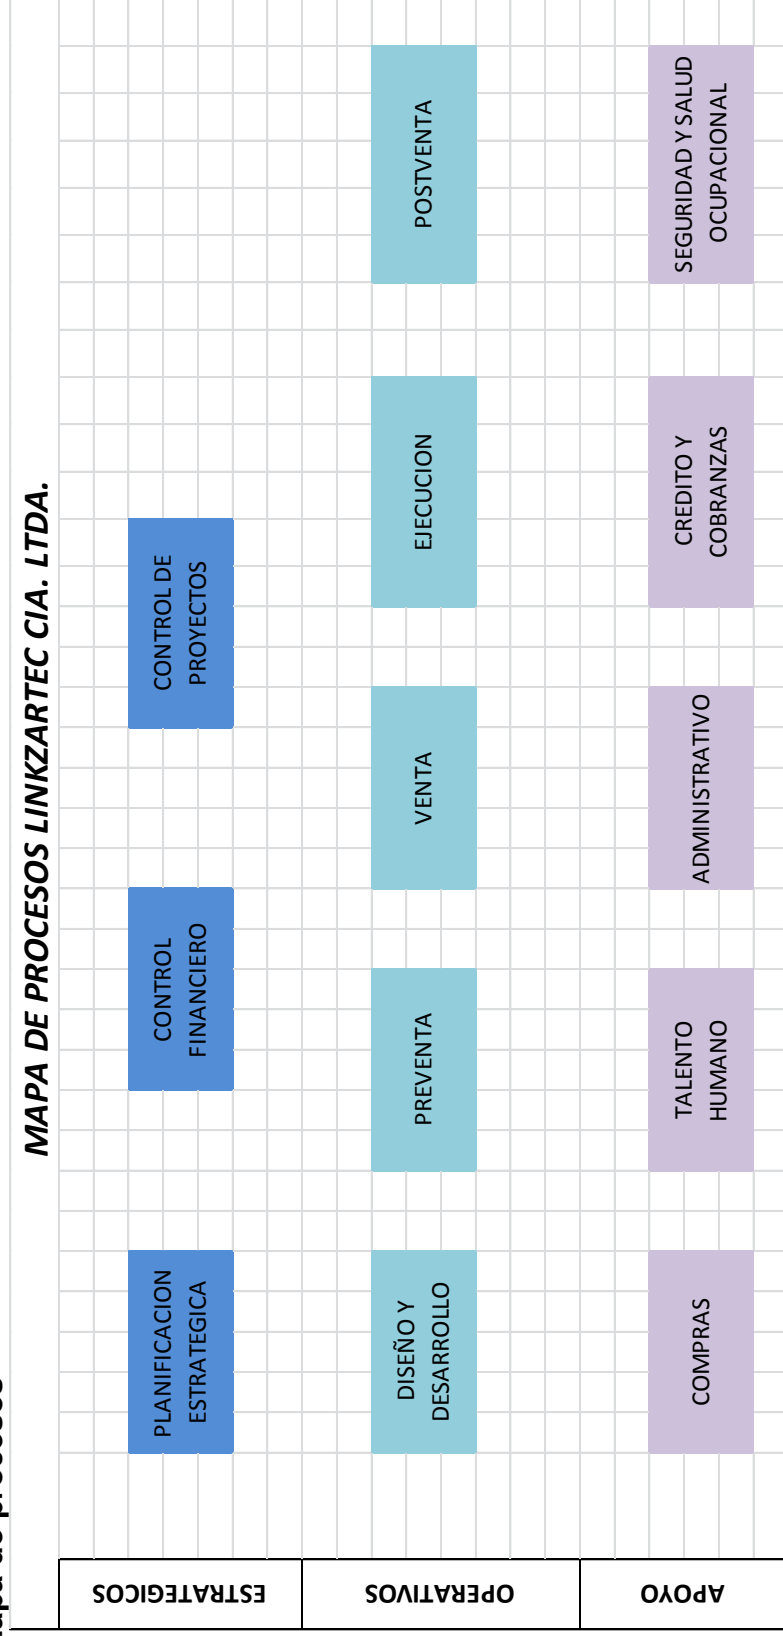 MAPA DE PROCESOS LINKZARTEC CIA. LTDA.
ESTRATEGICOS
PLANIFICACION
ESTRATEGICA
CONTROL
FINANCIERO
CONTROL DE
PROYECTOS
OPERATIVOS
DISEÑO Y
DESARROLLO
PREVENTA
VENTA
EJECUCION
POSTVENTA
APOYO
COMPRAS
TALENTO
HUMANO
ADMINISTRATIVO
CREDITO Y
COBRANZAS
SEGURIDAD Y SALUD
OCUPACIONAL